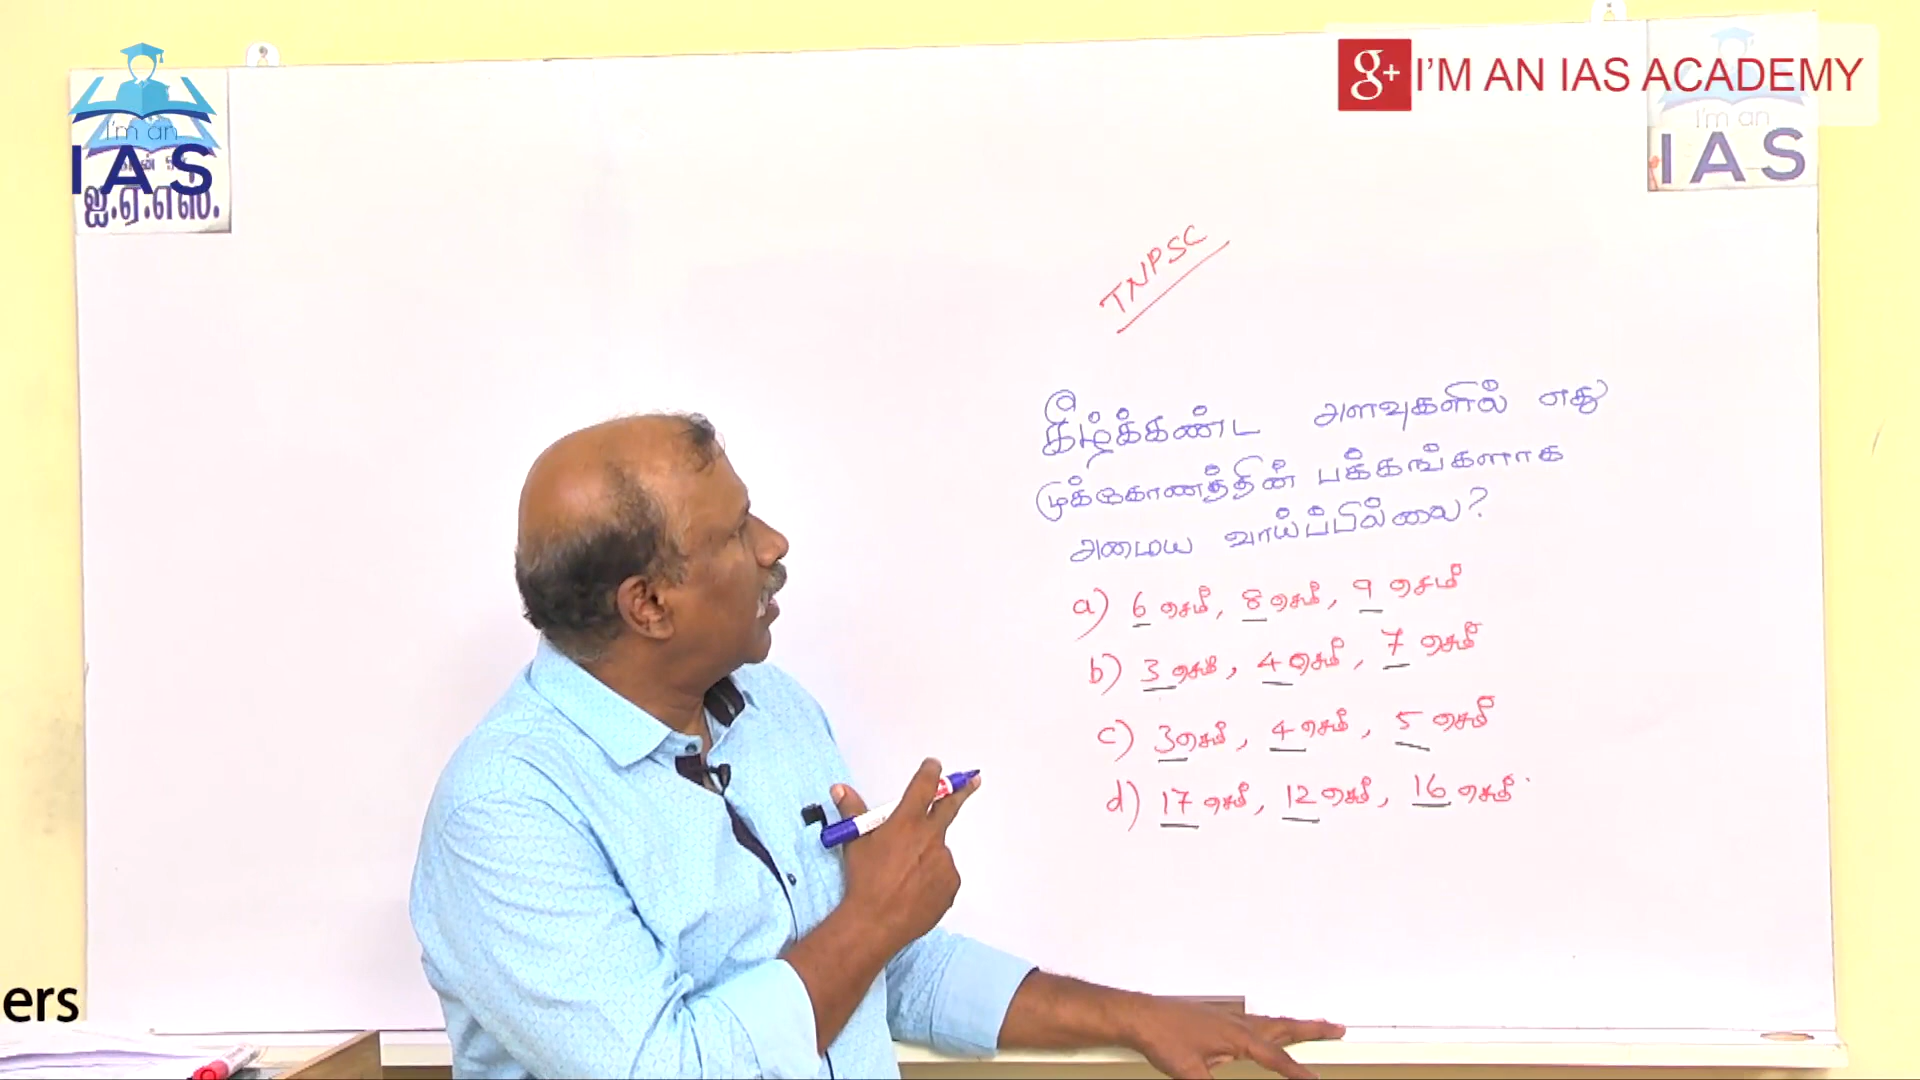 I'm an
IAS
ஐ.ஏ.எஸ்.
g+ I'M AN IAS ACADEMY
I'm an
IAS
TNPSC
கீழ்க்கண்ட அளவுகளில் எது
முக்கோணத்தின் பக்கங்களாக
அமைய வாய்ப்பில்லை?
a) 6 செமீ, 8 செமீ, 9 செமீ
b) 3 செமீ, 4 செமீ, 7 செமீ
c) 3 செமீ, 4 செமீ, 5 செமீ
d) 17 செமீ, 12 செமீ, 16 செமீ
ers